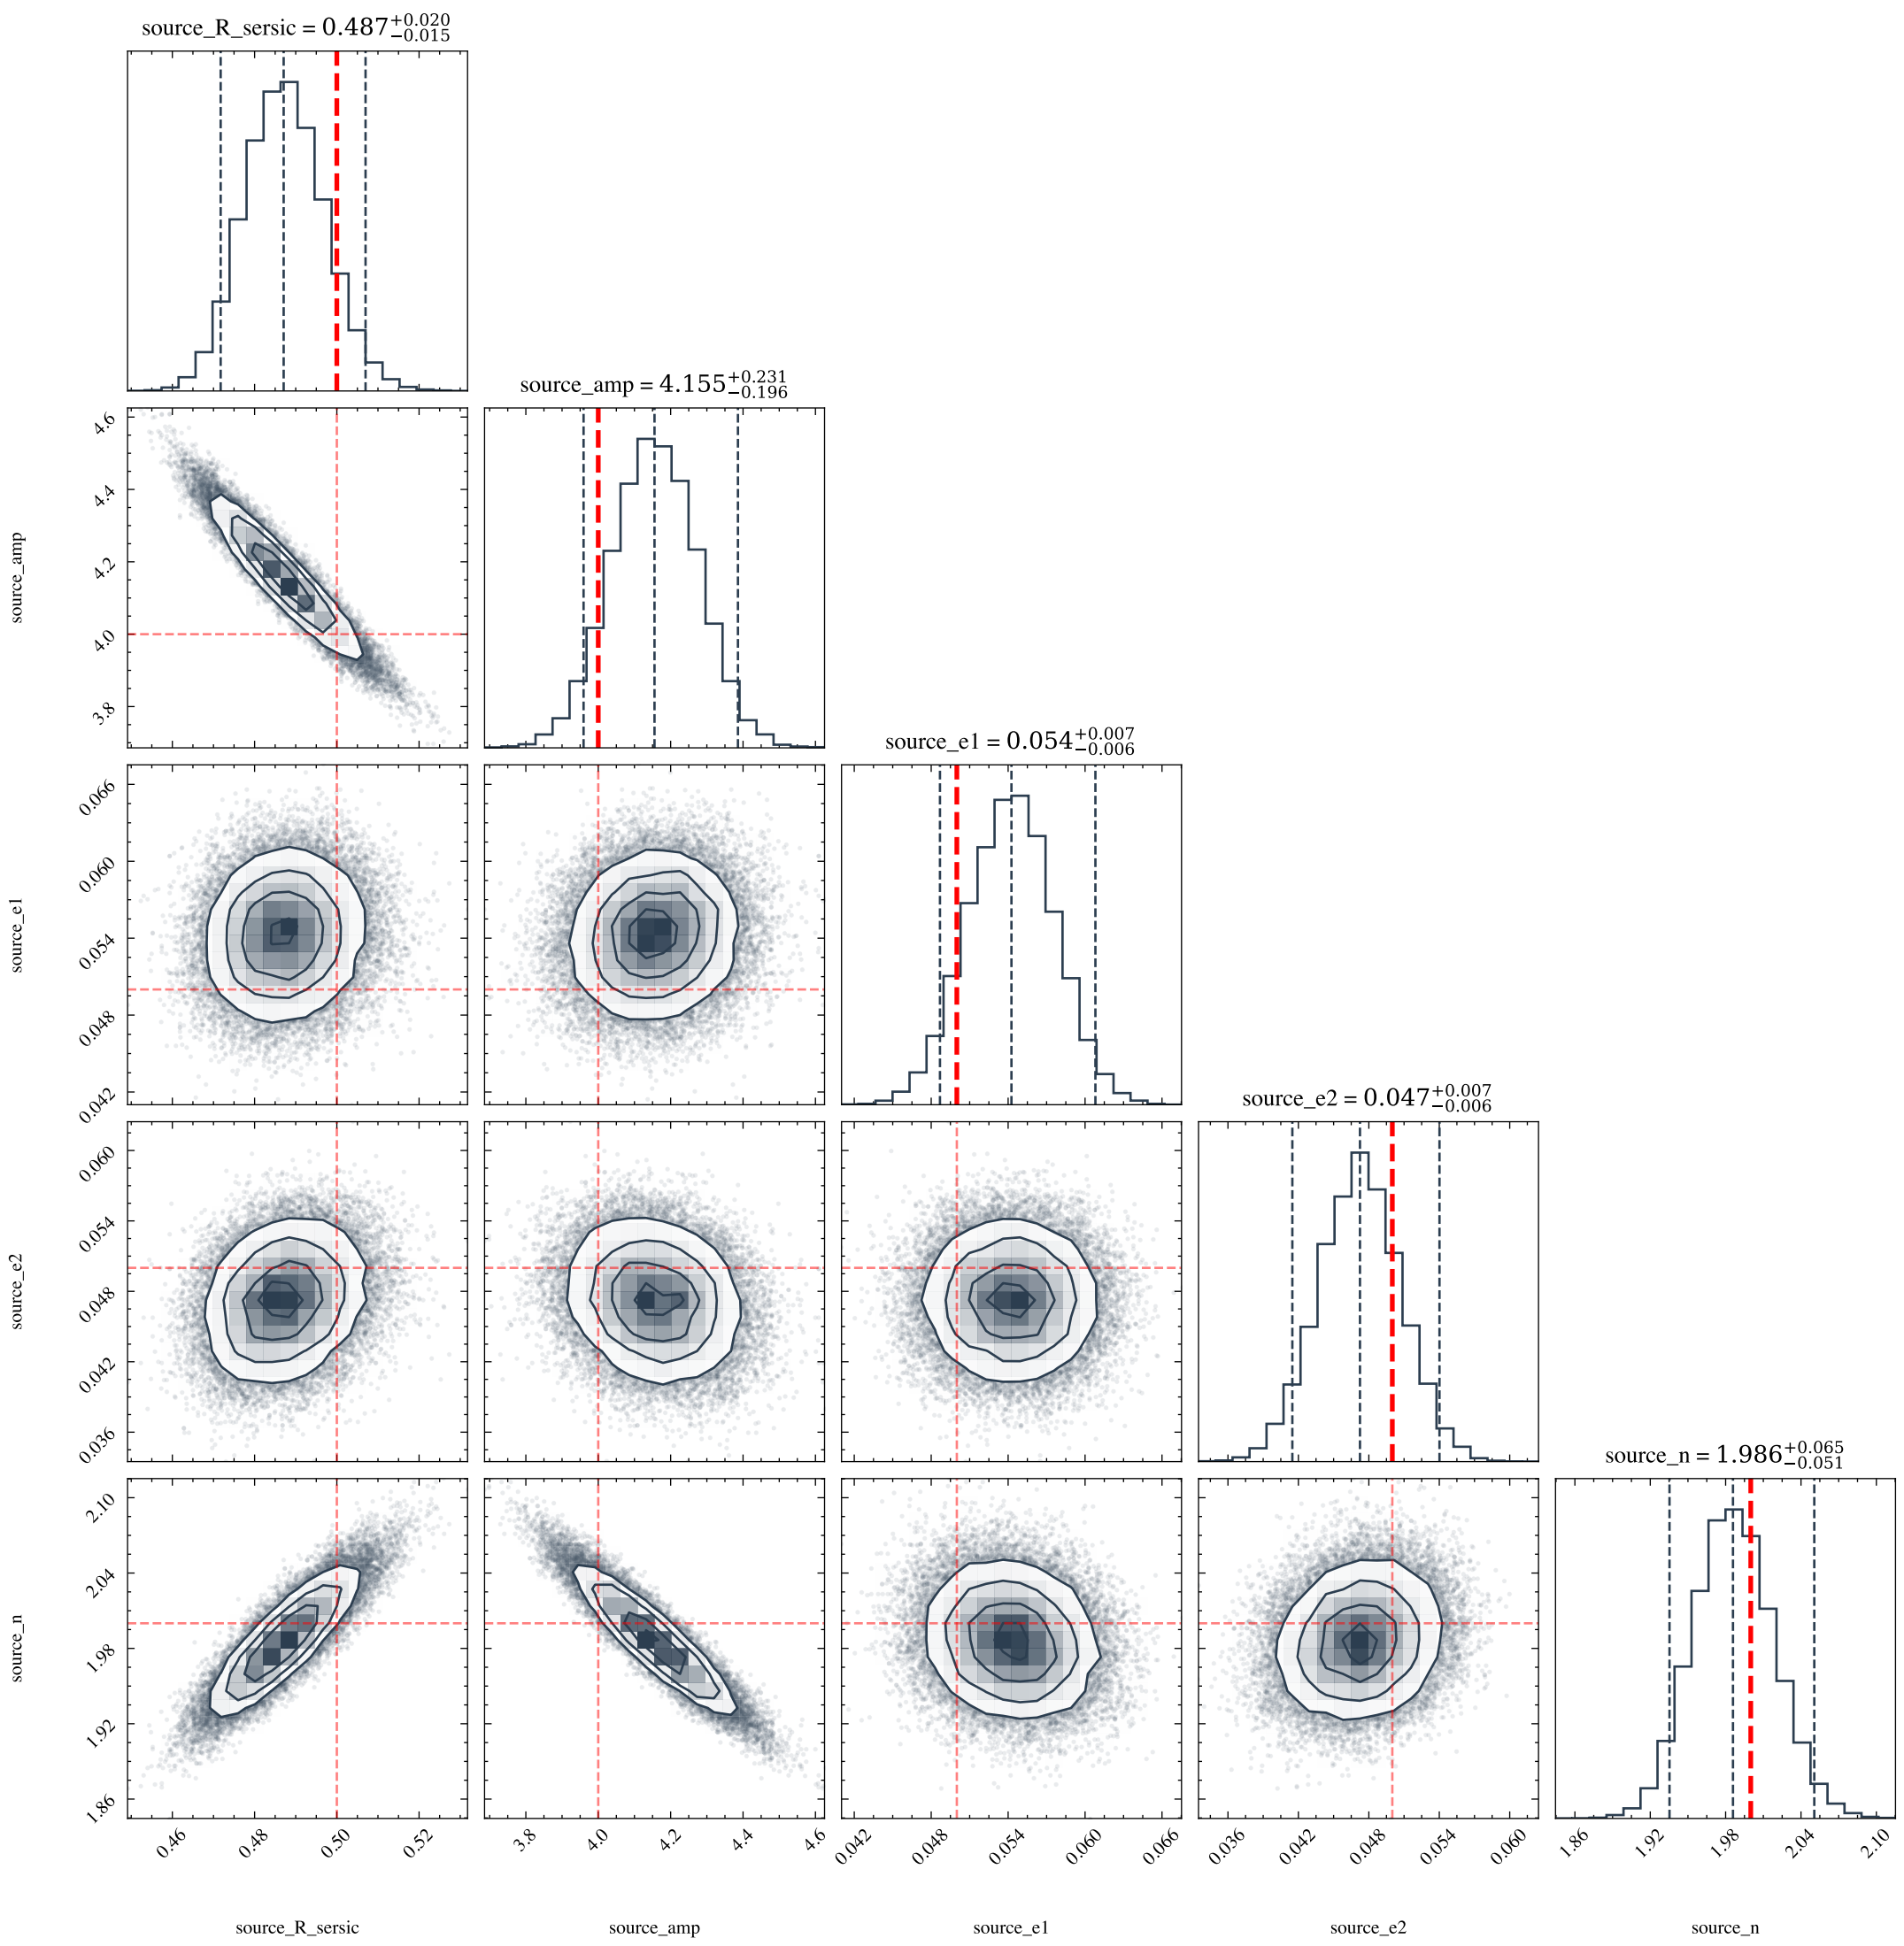 source_R_sersic = 0.487+0.020 −0.015
source_amp = 4.155+0.231 −0.196
source_e1 = 0.054+0.007 −0.006
source_e2 = 0.047+0.007 −0.006
source_n = 1.986+0.065 −0.051
source_amp
4.6
4.4
4.2
4.0
3.8
source_e1
0.066
0.060
0.054
0.048
0.042
source_e2
0.060
0.054
0.048
0.042
0.036
source_n
2.10
2.04
1.98
1.92
1.86
0.46 0.48 0.50 0.52 3.8 4.0 4.2 4.4 4.6 0.042 0.048 0.054 0.060 0.066 0.036 0.042 0.048 0.054 0.060 1.86 1.92 1.98 2.04 2.10
source_R_sersic source_amp source_e1 source_e2 source_n